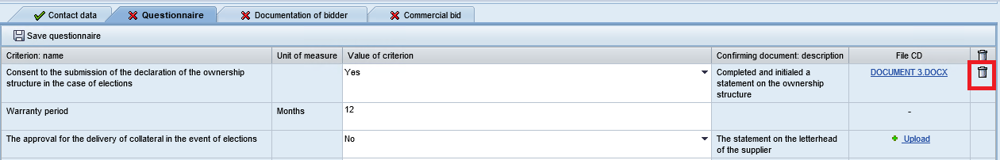 Contact data
Questionnaire
Documentation of bidder
Commercial bid
Save questionnaire
Criterion: name
Unit of measure
Value of criterion
Confirming document: description
File CD
Consent to the submission of the declaration of the ownership
structure in the case of elections
Yes
Completed and initialed a
statement on the ownership
structure
DOCUMENT 3.DOCX
Warranty period
Months
12
-
The approval for the delivery of collateral in the event of elections
No
The statement on the letterhead
of the supplier
Upload